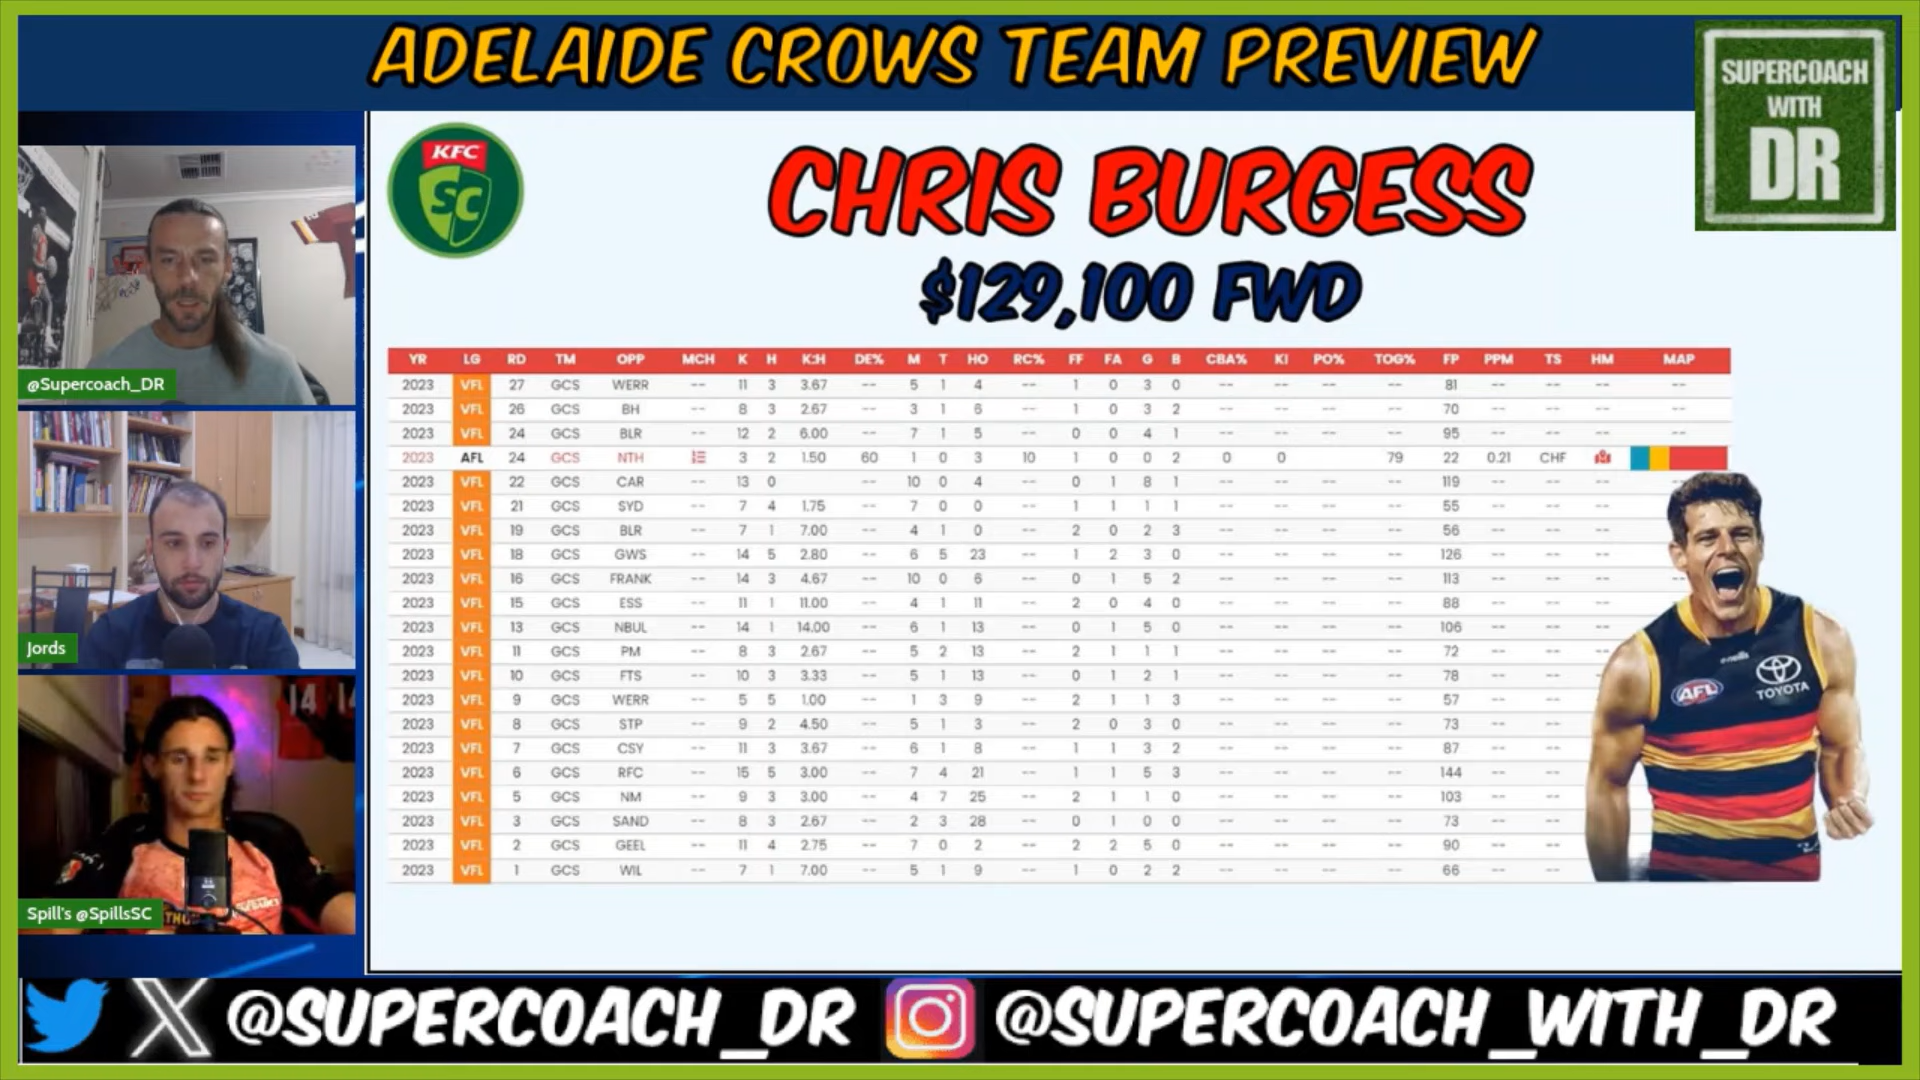 ADELAIDE CROWS TEAM PREVIEW
SUPERCOACH
WITH
DR
KFC
SC
CHRIS BURGESS
$129,100 FWD
@Supercoach_DR
Jords
Spill's @SpillsSC
YR LG RD TM OPP MCH K H K:H DE% M T HO RC% FF FA G B CBA% KI PO% TOG% FP PPM TS HM MAP
2023 VFL 27 GCS WERR -- 11 3 3.67 -- 5 1 4 -- 1 0 3 0 -- -- -- -- 81 -- -- -- --
2023 VFL 26 GCS BH -- 8 3 2.67 -- 3 1 6 -- 1 0 3 2 -- -- -- -- 70 -- -- -- --
2023 VFL 24 GCS BLR -- 12 2 6.00 -- 7 1 5 -- 0 0 4 1 -- -- -- -- 95 -- -- -- --
2023 AFL 24 GCS NTH 3 2 1.50 60 1 0 3 10 1 0 0 2 0 0 79 22 0.21 CHF
2023 VFL 22 GCS CAR -- 13 0 -- 10 0 4 -- 0 1 8 1 -- -- -- -- 119 -- -- -- --
2023 VFL 21 GCS SYD -- 7 4 1.75 -- 7 0 0 -- 1 1 1 1 -- -- -- -- 55 -- -- --
2023 VFL 19 GCS BLR -- 7 1 7.00 -- 4 1 0 -- 2 0 2 3 -- -- -- -- 56 -- -- --
2023 VFL 18 GCS GWS -- 14 5 2.80 -- 6 5 23 -- 1 2 3 0 -- -- -- -- 126 -- -- --
2023 VFL 16 GCS FRANK -- 14 3 4.67 -- 10 0 6 -- 0 1 5 2 -- -- -- -- 113 -- -- --
2023 VFL 15 GCS ESS -- 11 1 11.00 -- 4 1 11 -- 2 0 4 0 -- -- -- -- 88 -- -- --
2023 VFL 13 GCS NBUL -- 14 1 14.00 -- 6 1 13 -- 0 1 5 0 -- -- -- -- 106 -- -- --
2023 VFL 11 GCS PM -- 8 3 2.67 -- 5 2 13 -- 2 1 1 1 -- -- -- -- 72 -- -- --
2023 VFL 10 GCS FTS -- 10 3 3.33 -- 5 1 13 -- 0 1 2 1 -- -- -- -- 78 -- -- --
2023 VFL 9 GCS WERR -- 5 5 1.00 -- 1 3 9 -- 2 1 1 3 -- -- -- -- 57 -- --
2023 VFL 8 GCS STP -- 9 2 4.50 -- 5 1 3 -- 2 0 3 0 -- -- -- -- 73 -- --
2023 VFL 7 GCS CSY -- 11 3 3.67 -- 6 1 8 -- 1 1 3 2 -- -- -- -- 87 -- --
2023 VFL 6 GCS RFC -- 15 5 3.00 -- 7 4 21 -- 1 1 5 3 -- -- -- -- 144 -- --
2023 VFL 5 GCS NM -- 9 3 3.00 -- 4 7 25 -- 2 1 1 0 -- -- -- -- 103 -- --
2023 VFL 3 GCS SAND -- 8 3 2.67 -- 2 3 28 -- 0 1 0 0 -- -- -- -- 73 -- --
2023 VFL 2 GCS GEEL -- 11 4 2.75 -- 7 0 2 -- 2 2 5 0 -- -- -- -- 90 -- --
2023 VFL 1 GCS WIL -- 7 1 7.00 -- 5 1 9 -- 1 0 2 2 -- -- -- -- 66 -- --
oneills
AFL
TOYOTA
14
@SUPERCOACH_DR @SUPERCOACH_WITH_DR